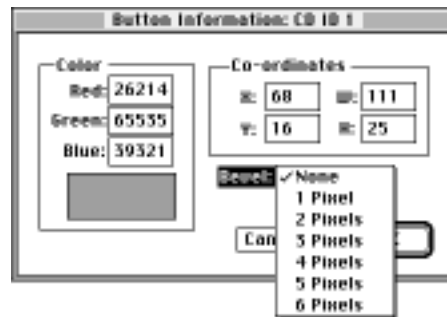 Button Information: CD ID 1
Color
Red: 26214
Green: 65535
Blue: 39321
Co-ordinates
X: 68 W: 111
Y: 16 H: 25
Bevel: ✓None
1 Pixel
2 Pixels
3 Pixels
4 Pixels
5 Pixels
6 Pixels
Can